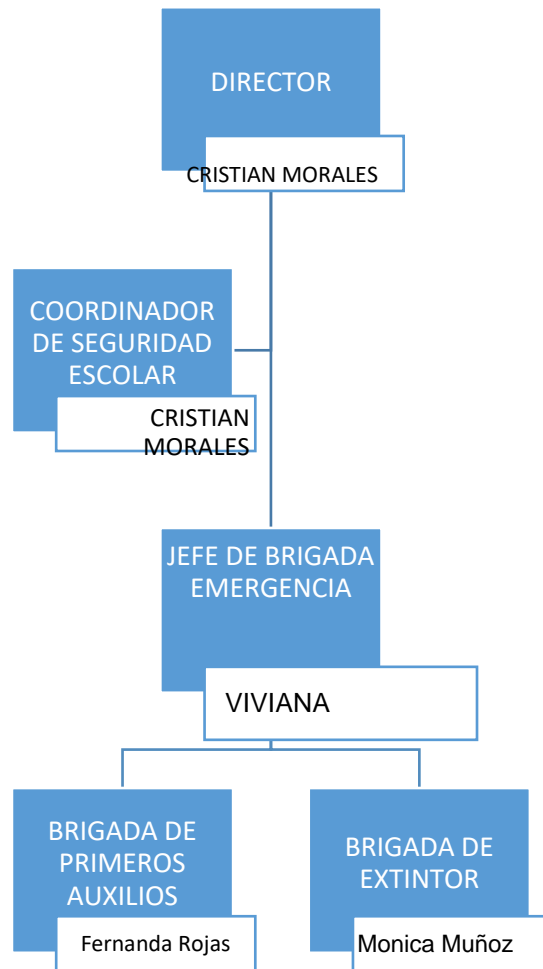 DIRECTOR
CRISTIAN MORALES
COORDINADOR
DE SEGURIDAD
ESCOLAR
CRISTIAN
MORALES
JEFE DE BRIGADA
EMERGENCIA
VIVIANA
BRIGADA DE
PRIMEROS
AUXILIOS
Fernanda Rojas
BRIGADA DE
EXTINTOR
Monica Muñoz